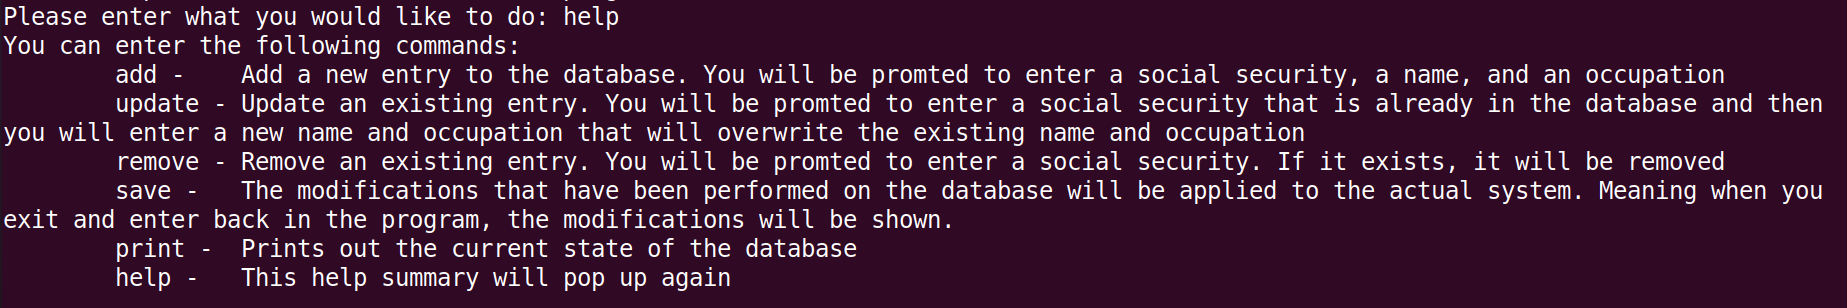 Please enter what you would like to do: help
You can enter the following commands:
        add -    Add a new entry to the database. You will be promted to enter a social security, a name, and an occupation
        update - Update an existing entry. You will be promted to enter a social security that is already in the database and then
you will enter a new name and occupation that will overwrite the existing name and occupation
        remove - Remove an existing entry. You will be promted to enter a social security. If it exists, it will be removed
        save -   The modifications that have been performed on the database will be applied to the actual system. Meaning when you
exit and enter back in the program, the modifications will be shown.
        print -  Prints out the current state of the database
        help -   This help summary will pop up again